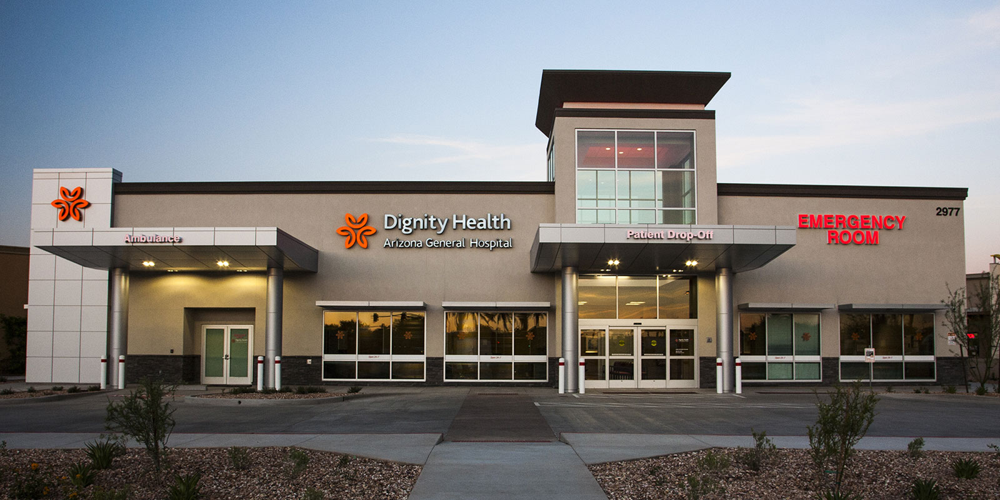 Ambulance
Dignity Health
Arizona General Hospital
Patient Drop-Off
EMERGENCY
ROOM
2977